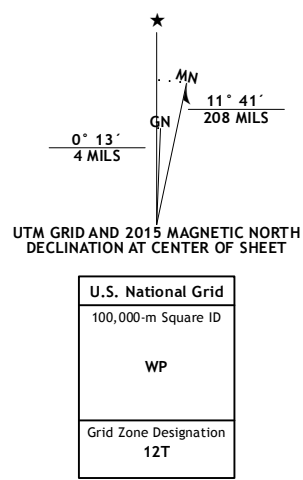 MN
GN
11° 41´
208 MILS
0° 13´
4 MILS
UTM GRID AND 2015 MAGNETIC NORTH
DECLINATION AT CENTER OF SHEET
U.S. National Grid
100,000-m Square ID
WP
Grid Zone Designation
12T